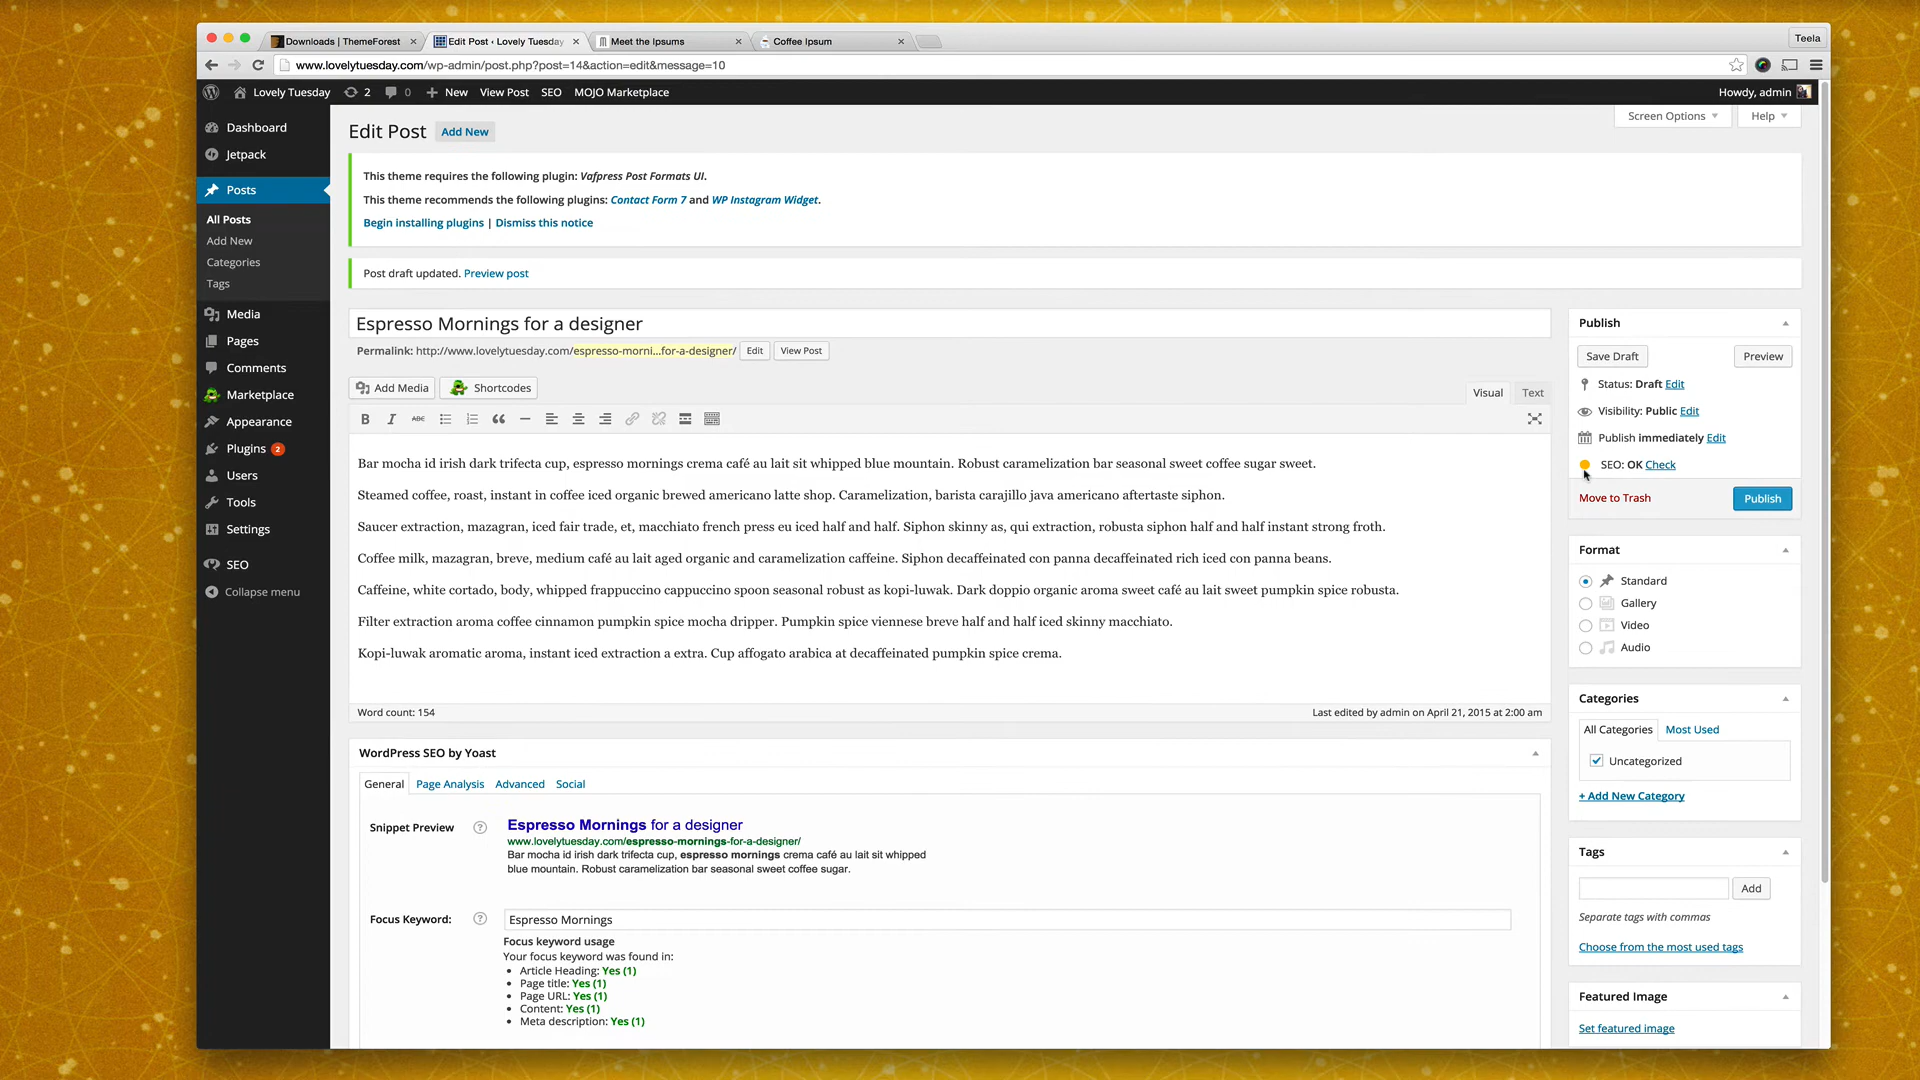 Downloads | ThemeForest
Edit Post ‹ Lovely Tuesday
Meet the Ipsums
Coffee Ipsum
Teela
www.lovelytuesday.com/wp-admin/post.php?post=14&action=edit&message=10
Lovely Tuesday 2 0 New View Post SEO MOJO Marketplace
Howdy, admin
Dashboard
Jetpack
Posts
All Posts
Add New
Categories
Tags
Media
Pages
Comments
Marketplace
Appearance
Plugins 2
Users
Tools
Settings
SEO
Collapse menu
Screen Options
Help
Edit Post Add New
This theme requires the following plugin: Vafpress Post Formats UI.
This theme recommends the following plugins: Contact Form 7 and WP Instagram Widget.
Begin installing plugins | Dismiss this notice
Post draft updated. Preview post
Espresso Mornings for a designer
Permalink: http://www.lovelytuesday.com/espresso-morni...for-a-designer/ Edit View Post
Add Media Shortcodes
Visual Text
B I ABC
Bar mocha id irish dark trifecta cup, espresso mornings crema café au lait sit whipped blue mountain. Robust caramelization bar seasonal sweet coffee sugar sweet.
Steamed coffee, roast, instant in coffee iced organic brewed americano latte shop. Caramelization, barista carajillo java americano aftertaste siphon.
Saucer extraction, mazagran, iced fair trade, et, macchiato french press eu iced half and half. Siphon skinny as, qui extraction, robusta siphon half and half instant strong froth.
Coffee milk, mazagran, breve, medium café au lait aged organic and caramelization caffeine. Siphon decaffeinated con panna decaffeinated rich iced con panna beans.
Caffeine, white cortado, body, whipped frappuccino cappuccino spoon seasonal robust as kopi-luwak. Dark doppio organic aroma sweet café au lait sweet pumpkin spice robusta.
Filter extraction aroma coffee cinnamon pumpkin spice mocha dripper. Pumpkin spice viennese breve half and half iced skinny macchiato.
Kopi-luwak aromatic aroma, instant iced extraction a extra. Cup affogato arabica at decaffeinated pumpkin spice crema.
Word count: 154
Last edited by admin on April 21, 2015 at 2:00 am
WordPress SEO by Yoast
General Page Analysis Advanced Social
Snippet Preview ?
Espresso Mornings for a designer
www.lovelytuesday.com/espresso-mornings-for-a-designer/
Bar mocha id irish dark trifecta cup, espresso mornings crema café au lait sit whipped
blue mountain. Robust caramelization bar seasonal sweet coffee sugar.
Focus Keyword: ? Espresso Mornings
Focus keyword usage
Your focus keyword was found in:
• Article Heading: Yes (1)
• Page title: Yes (1)
• Page URL: Yes (1)
• Content: Yes (1)
• Meta description: Yes (1)
Publish
Save Draft Preview
Status: Draft Edit
Visibility: Public Edit
Publish immediately Edit
SEO: OK Check
Move to Trash Publish
Format
Standard
Gallery
Video
Audio
Categories
All Categories Most Used
Uncategorized
+ Add New Category
Tags
Add
Separate tags with commas
Choose from the most used tags
Featured Image
Set featured image